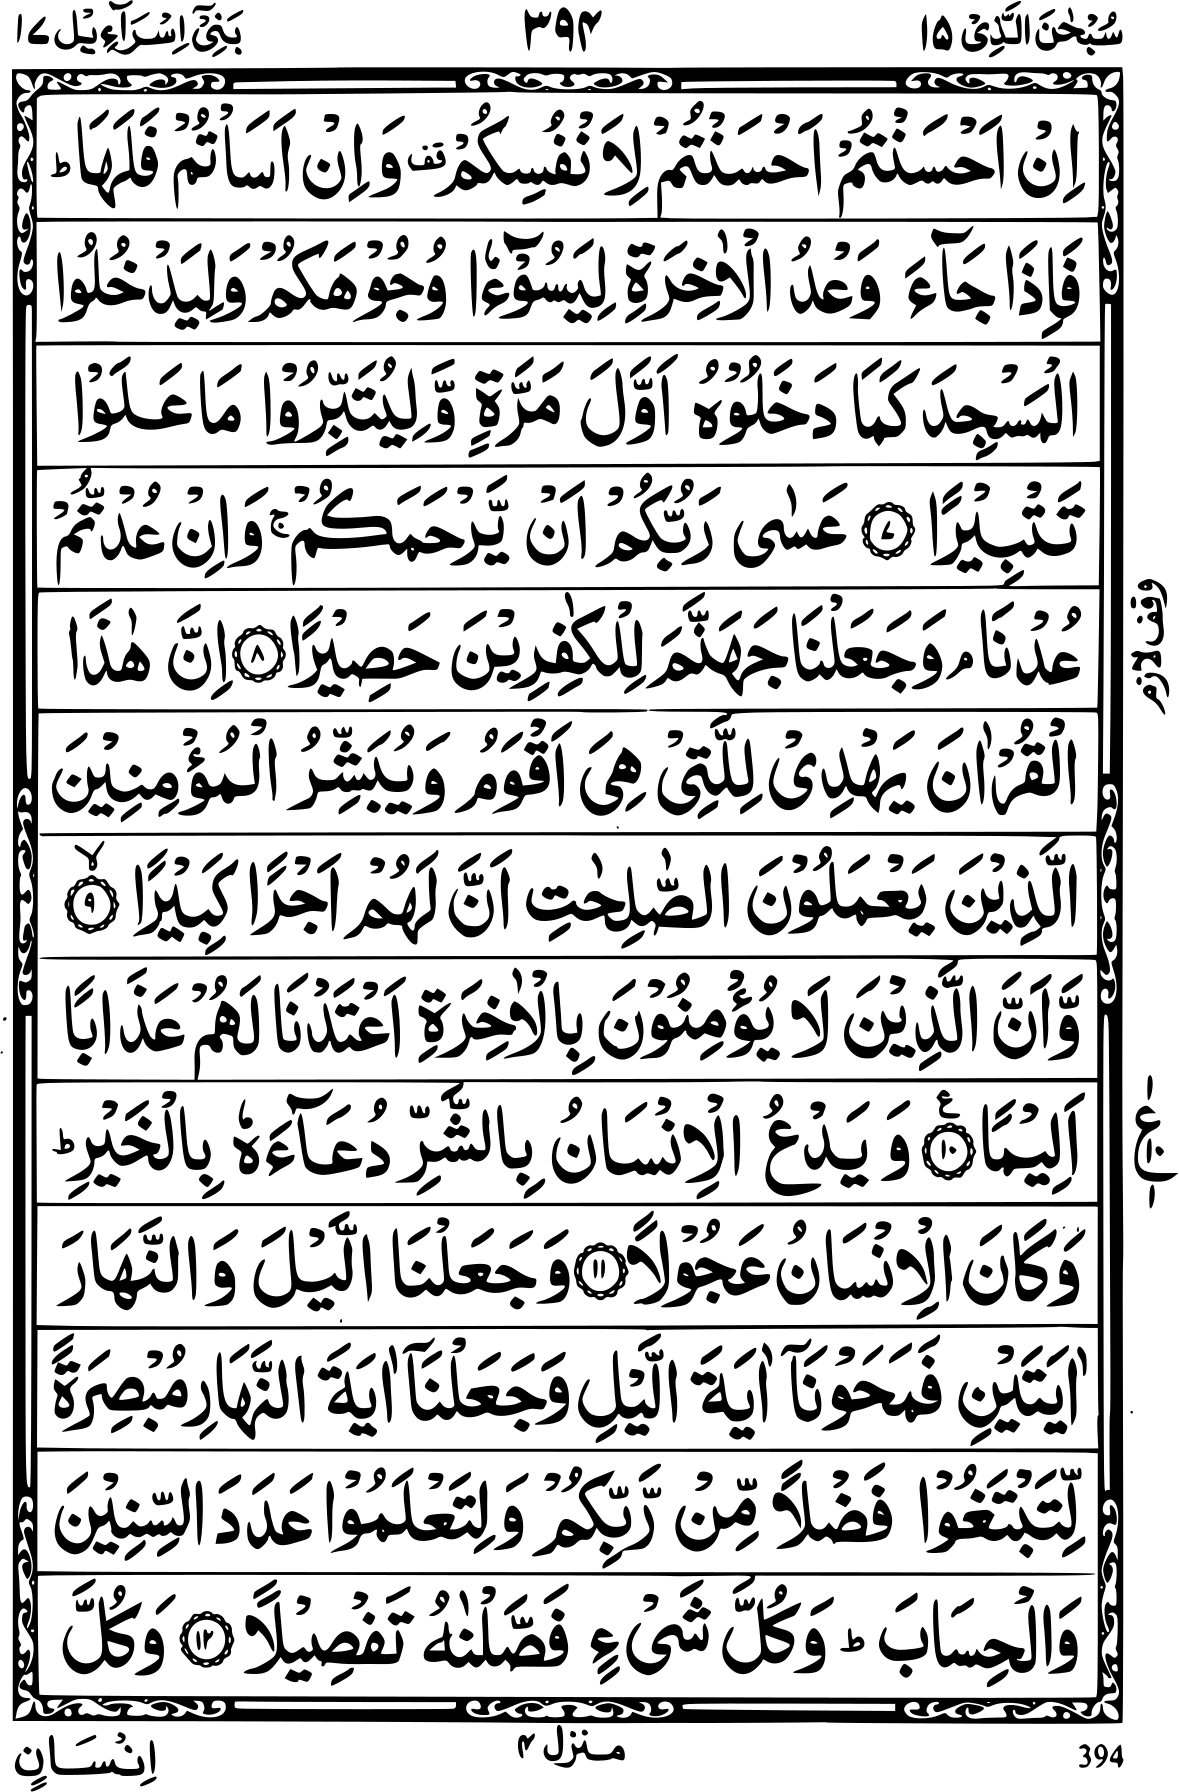 سُبْحٰنَ الَّذِیْۤ ۱۵
۳۹۴
بَنِیْۤ اِسْرَآءِیْل ۱۷
اِنْ اَحْسَنْتُمْ اَحْسَنْتُمْ لِاَنْفُسِكُمْ قف وَ اِنْ اَسَاْتُمْ فَلَهَا ؕ
فَاِذَا جَآءَ وَعْدُ الْاٰخِرَةِ لِیَسُوْٓءٗا وُجُوْهَكُمْ وَلِیَدْخُلُوا
الْمَسْجِدَ كَمَا دَخَلُوْهُ اَوَّلَ مَرَّةٍ وَّلِیُتَبِّرُوْا مَا عَلَوْا
تَتْبِیْرًا ۷ عَسٰی رَبُّكُمْ اَنْ یَّرْحَمَكُمْ ۚ وَاِنْ عُدْتُّمْ
عُدْنَا ۘ وَجَعَلْنَا جَهَنَّمَ لِلْكٰفِرِیْنَ حَصِیْرًا ۸ اِنَّ هٰذَا
الْقُرْاٰنَ یَهْدِیْ لِلَّتِیْ هِیَ اَقْوَمُ وَیُبَشِّرُ الْمُؤْمِنِیْنَ
الَّذِیْنَ یَعْمَلُوْنَ الصّٰلِحٰتِ اَنَّ لَهُمْ اَجْرًا كَبِیْرًا ۹ ۙ
وَّاَنَّ الَّذِیْنَ لَا یُؤْمِنُوْنَ بِالْاٰخِرَةِ اَعْتَدْنَا لَهُمْ عَذَابًا
اَلِیْمًا ۱۰ ع وَ یَدْعُ الْاِنْسَانُ بِالشَّرِّ دُعَآءَهٗ بِالْخَیْرِ ؕ
وَكَانَ الْاِنْسَانُ عَجُوْلًا ۱۱ وَ جَعَلْنَا الَّیْلَ وَ النَّهَارَ
اٰیَتَیْنِ فَمَحَوْنَاۤ اٰیَةَ الَّیْلِ وَجَعَلْنَاۤ اٰیَةَ النَّهَارِ مُبْصِرَةً
لِّتَبْتَغُوْا فَضْلًا مِّنْ رَّبِّكُمْ وَلِتَعْلَمُوْا عَدَدَ السِّنِیْنَ
وَالْحِسَابَ ؕ وَكُلَّ شَیْءٍ فَصَّلْنٰهُ تَفْصِیْلًا ۱۲ وَكُلَّ
وقف لازم
ع
394
منزل ۴
اِنْسَانٍ